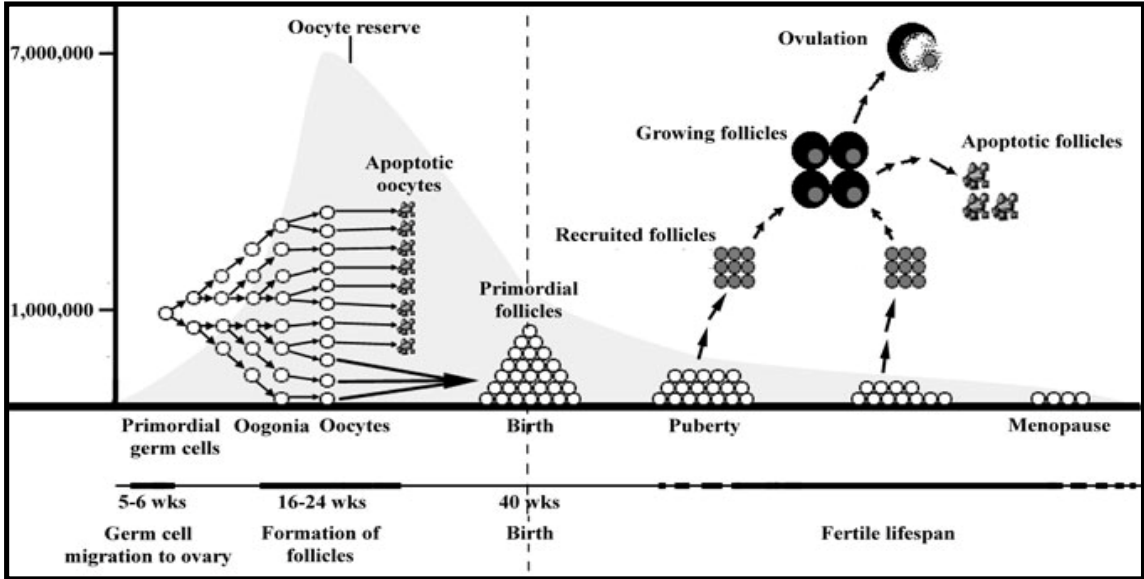 Oocyte reserve
7,000,000
Ovulation
Growing follicles
Apoptotic follicles
Apoptotic
oocytes
Recruited follicles
Primordial
follicles
1,000,000
Primordial
germ cells
Oogonia
Oocytes
Birth
Puberty
Menopause
5-6 wks
16-24 wks
40 wks
Germ cell
migration to ovary
Formation of
follicles
Birth
Fertile lifespan